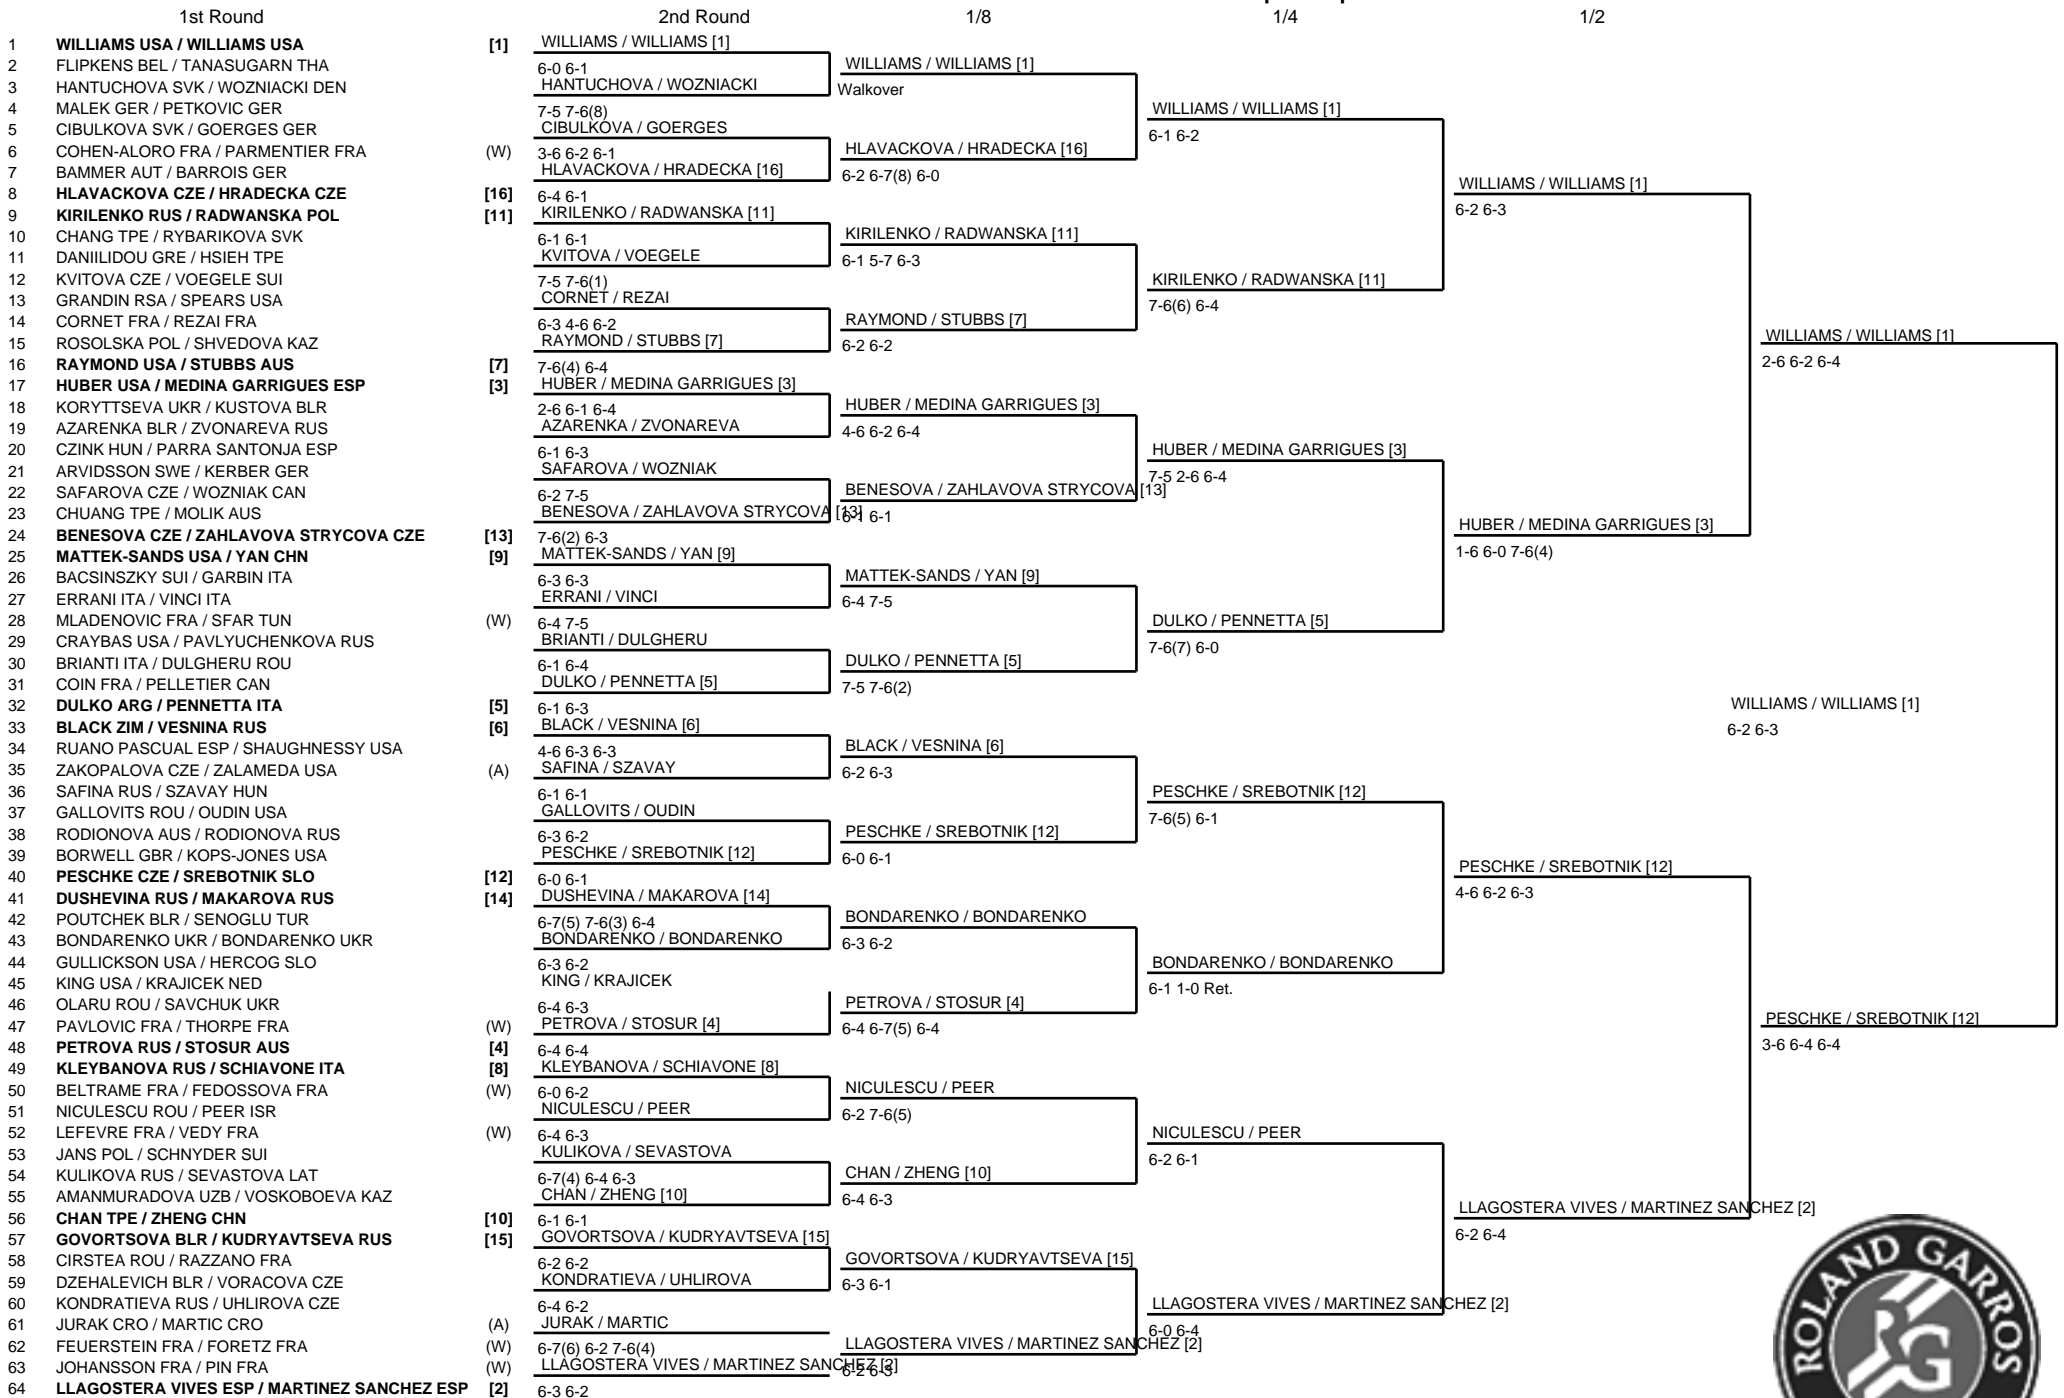 1st Round 2nd Round 1/8 1/4 1/2
1 WILLIAMS USA / WILLIAMS USA [1]
2 FLIPKENS BEL / TANASUGARN THA
3 HANTUCHOVA SVK / WOZNIACKI DEN
4 MALEK GER / PETKOVIC GER
5 CIBULKOVA SVK / GOERGES GER
6 COHEN-ALORO FRA / PARMENTIER FRA (W)
7 BAMMER AUT / BARROIS GER
8 HLAVACKOVA CZE / HRADECKA CZE [16]
9 KIRILENKO RUS / RADWANSKA POL [11]
10 CHANG TPE / RYBARIKOVA SVK
11 DANIILIDOU GRE / HSIEH TPE
12 KVITOVA CZE / VOEGELE SUI
13 GRANDIN RSA / SPEARS USA
14 CORNET FRA / REZAI FRA
15 ROSOLSKA POL / SHVEDOVA KAZ
16 RAYMOND USA / STUBBS AUS [7]
17 HUBER USA / MEDINA GARRIGUES ESP [3]
18 KORYTTSEVA UKR / KUSTOVA BLR
19 AZARENKA BLR / ZVONAREVA RUS
20 CZINK HUN / PARRA SANTONJA ESP
21 ARVIDSSON SWE / KERBER GER
22 SAFAROVA CZE / WOZNIAK CAN
23 CHUANG TPE / MOLIK AUS
24 BENESOVA CZE / ZAHLAVOVA STRYCOVA CZE [13]
25 MATTEK-SANDS USA / YAN CHN [9]
26 BACSINSZKY SUI / GARBIN ITA
27 ERRANI ITA / VINCI ITA
28 MLADENOVIC FRA / SFAR TUN (W)
29 CRAYBAS USA / PAVLYUCHENKOVA RUS
30 BRIANTI ITA / DULGHERU ROU
31 COIN FRA / PELLETIER CAN
32 DULKO ARG / PENNETTA ITA [5]
33 BLACK ZIM / VESNINA RUS [6]
34 RUANO PASCUAL ESP / SHAUGHNESSY USA
35 ZAKOPALOVA CZE / ZALAMEDA USA (A)
36 SAFINA RUS / SZAVAY HUN
37 GALLOVITS ROU / OUDIN USA
38 RODIONOVA AUS / RODIONOVA RUS
39 BORWELL GBR / KOPS-JONES USA
40 PESCHKE CZE / SREBOTNIK SLO [12]
41 DUSHEVINA RUS / MAKAROVA RUS [14]
42 POUTCHEK BLR / SENOGLU TUR
43 BONDARENKO UKR / BONDARENKO UKR
44 GULLICKSON USA / HERCOG SLO
45 KING USA / KRAJICEK NED
46 OLARU ROU / SAVCHUK UKR
47 PAVLOVIC FRA / THORPE FRA (W)
48 PETROVA RUS / STOSUR AUS [4]
49 KLEYBANOVA RUS / SCHIAVONE ITA [8]
50 BELTRAME FRA / FEDOSSOVA FRA (W)
51 NICULESCU ROU / PEER ISR
52 LEFEVRE FRA / VEDY FRA (W)
53 JANS POL / SCHNYDER SUI
54 KULIKOVA RUS / SEVASTOVA LAT
55 AMANMURADOVA UZB / VOSKOBOEVA KAZ
56 CHAN TPE / ZHENG CHN [10]
57 GOVORTSOVA BLR / KUDRYAVTSEVA RUS [15]
58 CIRSTEA ROU / RAZZANO FRA
59 DZEHALEVICH BLR / VORACOVA CZE
60 KONDRATIEVA RUS / UHLIROVA CZE
61 JURAK CRO / MARTIC CRO (A)
62 FEUERSTEIN FRA / FORETZ FRA (W)
63 JOHANSSON FRA / PIN FRA (W)
64 LLAGOSTERA VIVES ESP / MARTINEZ SANCHEZ ESP [2]
WILLIAMS / WILLIAMS [1]
6-0 6-1
HANTUCHOVA / WOZNIACKI
7-5 7-6(8)
CIBULKOVA / GOERGES
3-6 6-2 6-1
HLAVACKOVA / HRADECKA [16]
6-4 6-1
KIRILENKO / RADWANSKA [11]
6-1 6-1
KVITOVA / VOEGELE
7-5 7-6(1)
CORNET / REZAI
6-3 4-6 6-2
RAYMOND / STUBBS [7]
7-6(4) 6-4
HUBER / MEDINA GARRIGUES [3]
2-6 6-1 6-4
AZARENKA / ZVONAREVA
6-1 6-3
SAFAROVA / WOZNIAK
6-2 7-5
BENESOVA / ZAHLAVOVA STRYCOVA [13]
7-6(2) 6-3
MATTEK-SANDS / YAN [9]
6-3 6-3
ERRANI / VINCI
6-4 7-5
BRIANTI / DULGHERU
6-1 6-4
DULKO / PENNETTA [5]
6-1 6-3
BLACK / VESNINA [6]
4-6 6-3 6-3
SAFINA / SZAVAY
6-1 6-1
GALLOVITS / OUDIN
6-3 6-2
PESCHKE / SREBOTNIK [12]
6-0 6-1
DUSHEVINA / MAKAROVA [14]
6-7(5) 7-6(3) 6-4
BONDARENKO / BONDARENKO
6-3 6-2
KING / KRAJICEK
6-4 6-3
PETROVA / STOSUR [4]
6-4 6-4
KLEYBANOVA / SCHIAVONE [8]
6-0 6-2
NICULESCU / PEER
6-4 6-3
KULIKOVA / SEVASTOVA
6-7(4) 6-4 6-3
CHAN / ZHENG [10]
6-1 6-1
GOVORTSOVA / KUDRYAVTSEVA [15]
6-2 6-2
KONDRATIEVA / UHLIROVA
6-4 6-2
JURAK / MARTIC
6-7(6) 6-2 7-6(4)
LLAGOSTERA VIVES / MARTINEZ SANCHEZ [2]
6-3 6-2
WILLIAMS / WILLIAMS [1]
Walkover
HLAVACKOVA / HRADECKA [16]
6-2 6-7(8) 6-0
KIRILENKO / RADWANSKA [11]
6-1 5-7 6-3
RAYMOND / STUBBS [7]
6-2 6-2
HUBER / MEDINA GARRIGUES [3]
4-6 6-2 6-4
BENESOVA / ZAHLAVOVA STRYCOVA [13]
6-1 6-1
MATTEK-SANDS / YAN [9]
6-4 7-5
DULKO / PENNETTA [5]
7-5 7-6(2)
BLACK / VESNINA [6]
6-2 6-3
PESCHKE / SREBOTNIK [12]
6-0 6-1
BONDARENKO / BONDARENKO
6-3 6-2
PETROVA / STOSUR [4]
6-4 6-7(5) 6-4
NICULESCU / PEER
6-2 7-6(5)
CHAN / ZHENG [10]
6-4 6-3
GOVORTSOVA / KUDRYAVTSEVA [15]
6-3 6-1
LLAGOSTERA VIVES / MARTINEZ SANCHEZ [2]
6-2 6-3
WILLIAMS / WILLIAMS [1]
6-1 6-2
KIRILENKO / RADWANSKA [11]
7-6(6) 6-4
HUBER / MEDINA GARRIGUES [3]
7-5 2-6 6-4
DULKO / PENNETTA [5]
7-6(7) 6-0
PESCHKE / SREBOTNIK [12]
7-6(5) 6-1
BONDARENKO / BONDARENKO
6-1 1-0 Ret.
NICULESCU / PEER
6-2 6-1
LLAGOSTERA VIVES / MARTINEZ SANCHEZ [2]
6-0 6-4
WILLIAMS / WILLIAMS [1]
6-2 6-3
HUBER / MEDINA GARRIGUES [3]
1-6 6-0 7-6(4)
PESCHKE / SREBOTNIK [12]
4-6 6-2 6-3
LLAGOSTERA VIVES / MARTINEZ SANCHEZ [2]
6-2 6-4
WILLIAMS / WILLIAMS [1]
2-6 6-2 6-4
PESCHKE / SREBOTNIK [12]
3-6 6-4 6-4
WILLIAMS / WILLIAMS [1]
6-2 6-3
ROLAND GARROS
RG